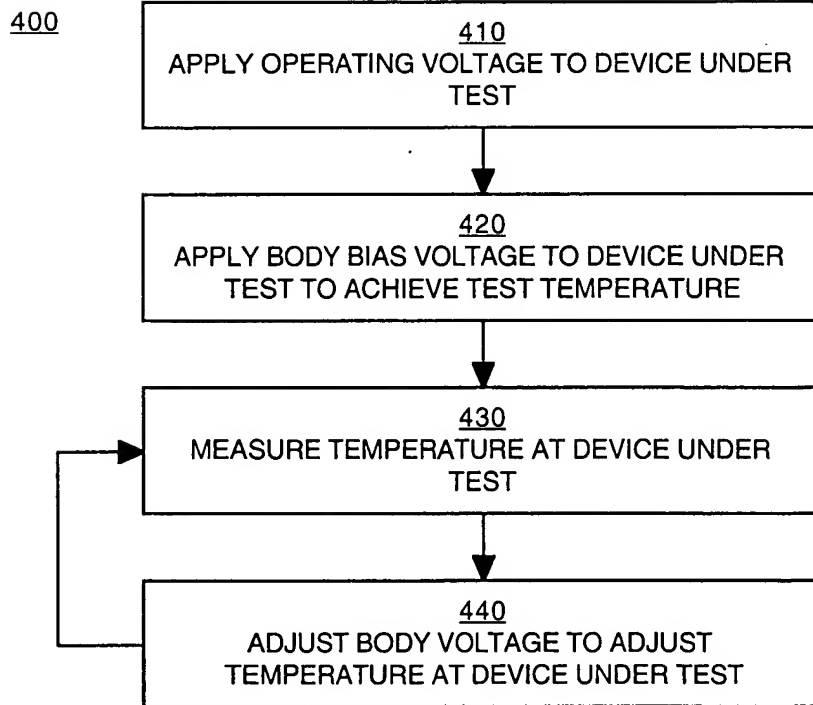 400
410
APPLY OPERATING VOLTAGE TO DEVICE UNDER
TEST
420
APPLY BODY BIAS VOLTAGE TO DEVICE UNDER
TEST TO ACHIEVE TEST TEMPERATURE
430
MEASURE TEMPERATURE AT DEVICE UNDER
TEST
440
ADJUST BODY VOLTAGE TO ADJUST
TEMPERATURE AT DEVICE UNDER TEST